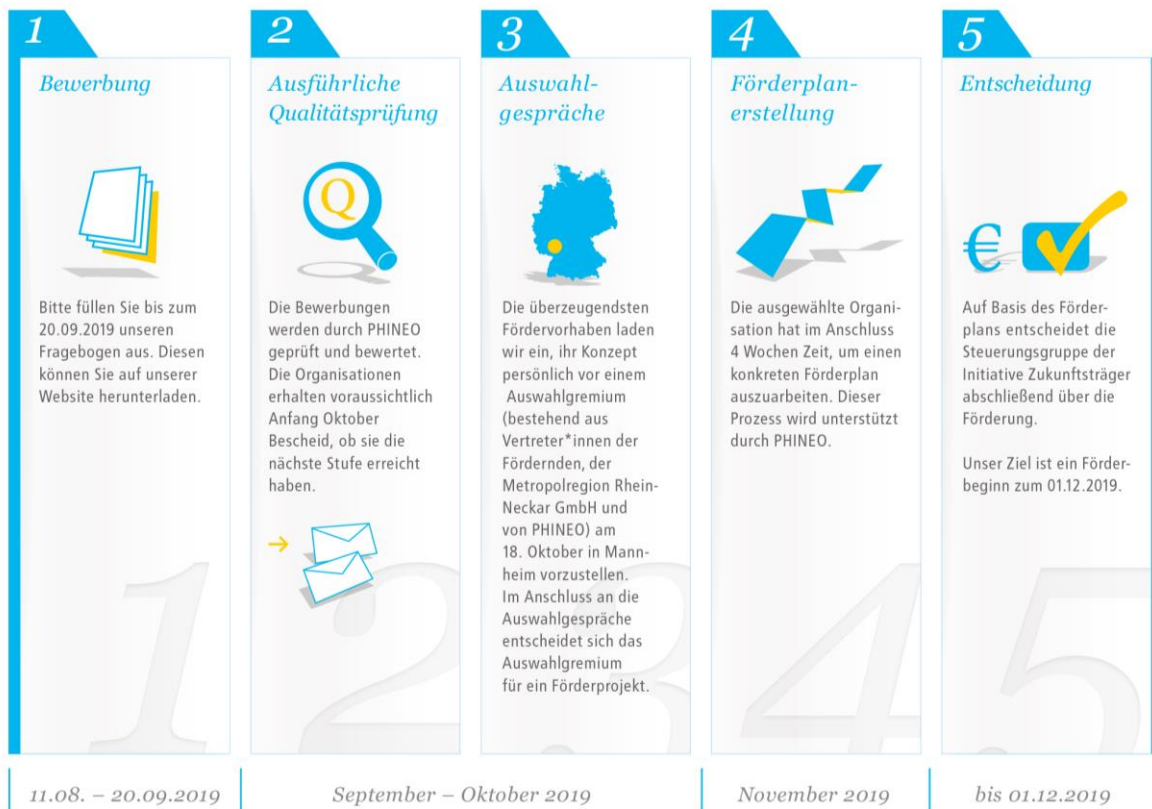 1
Bewerbung
Bitte füllen Sie bis zum
20.09.2019 unseren
Fragebogen aus. Diesen
können Sie auf unserer
Website herunterladen.
1
2
Ausführliche
Qualitätsprüfung
Q
Die Bewerbungen
werden durch PHINEO
geprüft und bewertet.
Die Organisationen
erhalten voraussichtlich
Anfang Oktober
Bescheid, ob sie die
nächste Stufe erreicht
haben.
2
3
Auswahl-
gespräche
Die überzeugendsten
Fördervorhaben laden
wir ein, ihr Konzept
persönlich vor einem
Auswahlgremium
(bestehend aus
Vertreter*innen der
Fördernden, der
Metropolregion Rhein-
Neckar GmbH und
von PHINEO) am
18. Oktober in Mann-
heim vorzustellen.
Im Anschluss an die
Auswahlgespräche
entscheidet sich das
Auswahlgremium
für ein Förderprojekt.
3
4
Förderplan-
erstellung
Die ausgewählte Organi-
sation hat im Anschluss
4 Wochen Zeit, um einen
konkreten Förderplan
auszuarbeiten. Dieser
Prozess wird unterstützt
durch PHINEO.
4
5
Entscheidung
€
Auf Basis des Förder-
plans entscheidet die
Steuerungsgruppe der
Initiative Zukunftsträger
abschließend über die
Förderung.
Unser Ziel ist ein Förder-
beginn zum 01.12.2019.
5
11.08. – 20.09.2019
September – Oktober 2019
November 2019
bis 01.12.2019